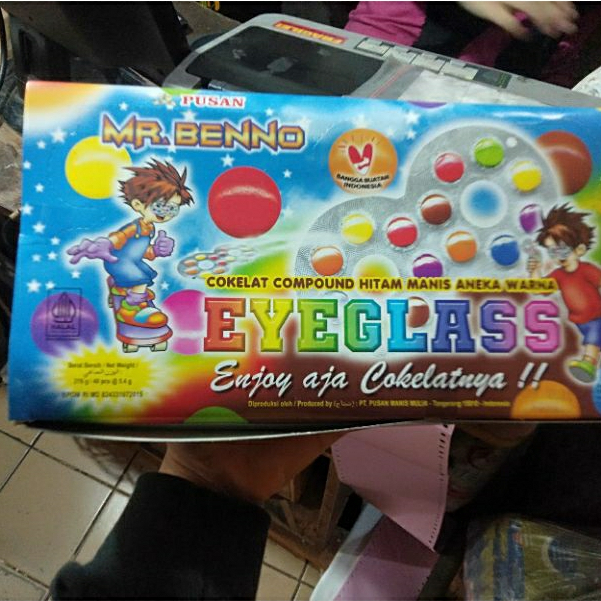 PUSAN
MR. BENNO
BANGGA BUATAN
INDONESIA
COKELAT COMPOUND HITAM MANIS ANEKA WARNA
EYEGLASS
Enjoy aja Cokelatnya !!
HALAL
Berat Bersih / Net Weight /
Diproduksi oleh / Produced by / : PT. PUSAN MANIS MULIA - Tangerang - Indonesia